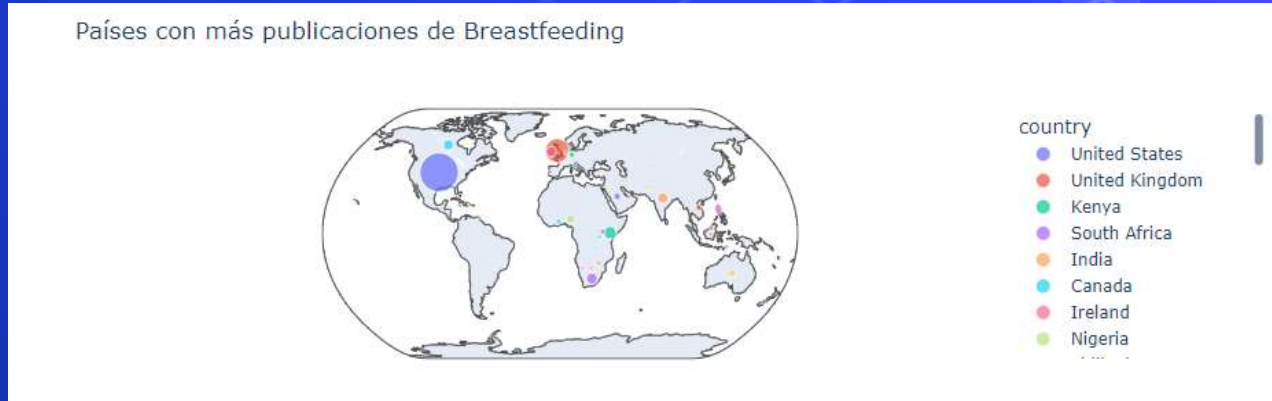 Países con más publicaciones de Breastfeeding
country
United States
United Kingdom
Kenya
South Africa
India
Canada
Ireland
Nigeria